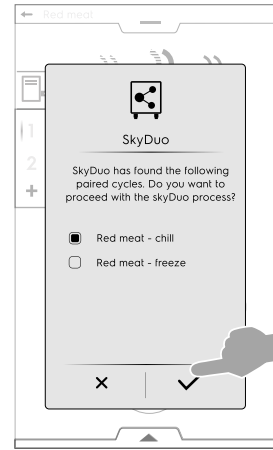 Red meat
1
2
SkyDuo
SkyDuo has found the following
paired cycles. Do you want to
proceed with the skyDuo process?
Red meat - chill
Red meat - freeze